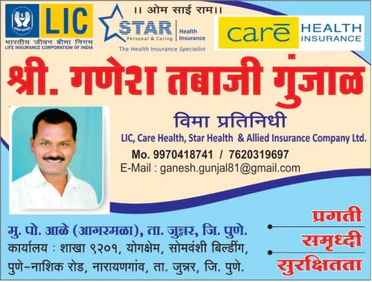 || ओम साई राम ||
LIC
भारतीय जीवन बीमा निगम
LIFE INSURANCE CORPORATION OF INDIA
STAR Health Insurance
Personal & Caring
The Health Insurance Specialist
care HEALTH INSURANCE
श्री. गणेश तबाजी गुंजाळ
विमा प्रतिनिधी
LIC, Care Health, Star Health & Allied Insurance Company Ltd.
Mo. 9970418741 / 7620319697
E-Mail : ganesh.gunjal81@gmail.com
मु. पो. आळे (आगरमळा), ता. जुन्नर, जि. पुणे.
कार्यालय : शाखा ९२०१, योगक्षेम, सोमवंशी बिल्डींग,
पुणे-नाशिक रोड, नारायणगांव, ता. जुन्नर, जि. पुणे.
प्रगती
समृध्दी
सुरक्षितता